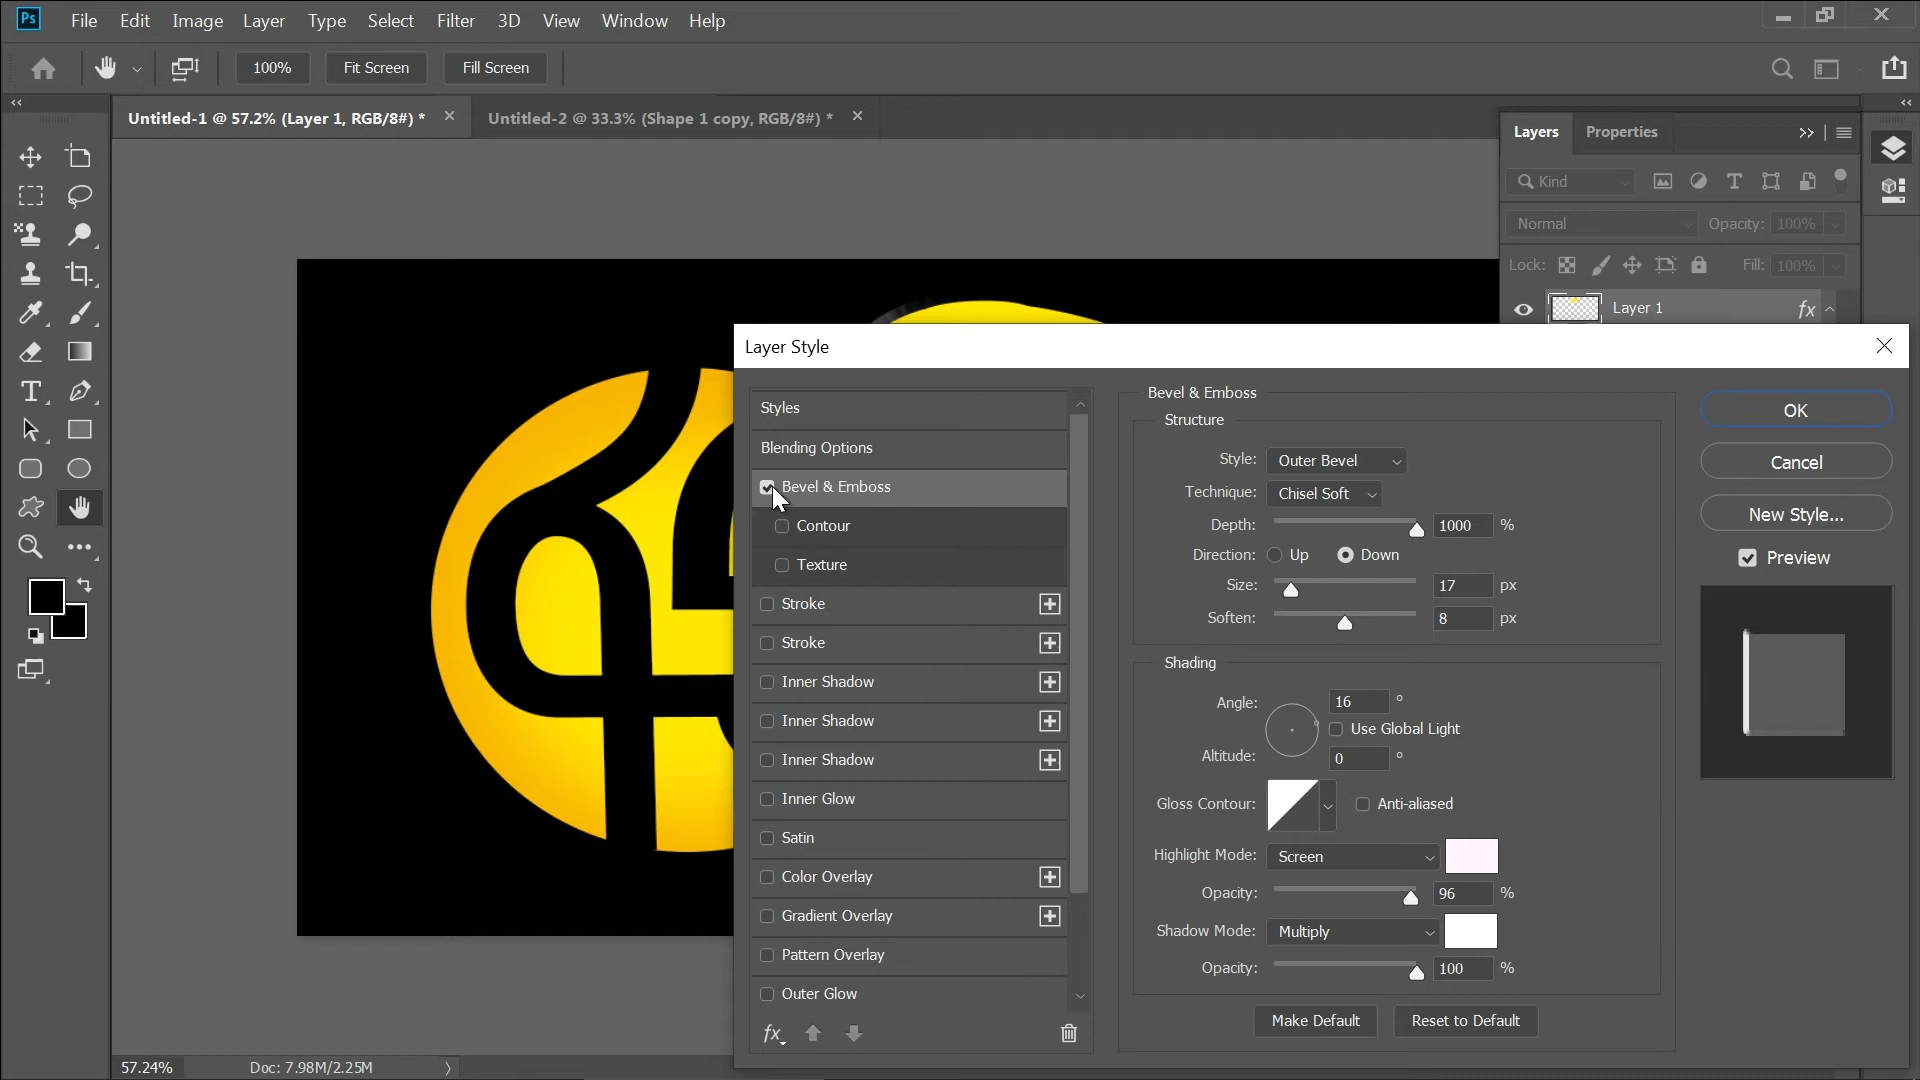 Ps File Edit Image Layer Type Select Filter 3D View Window Help
100% Fit Screen Fill Screen
Untitled-1 @ 57.2% (Layer 1, RGB/8#) * Untitled-2 @ 33.3% (Shape 1 copy, RGB/8#) *
Layers Properties
Kind
Normal Opacity: 100%
Lock: Fill: 100%
Layer 1 fx
Layer Style
Styles
Blending Options
Bevel & Emboss
Contour
Texture
Stroke
Stroke
Inner Shadow
Inner Shadow
Inner Shadow
Inner Glow
Satin
Color Overlay
Gradient Overlay
Pattern Overlay
Outer Glow
fx
Bevel & Emboss
Structure
Style: Outer Bevel
Technique: Chisel Soft
Depth: 1000 %
Direction: Up Down
Size: 17 px
Soften: 8 px
Shading
Angle: 16 °
Use Global Light
Altitude: 0 °
Gloss Contour: Anti-aliased
Highlight Mode: Screen
Opacity: 96 %
Shadow Mode: Multiply
Opacity: 100 %
Make Default Reset to Default
OK
Cancel
New Style...
Preview
57.24% Doc: 7.98M/2.25M